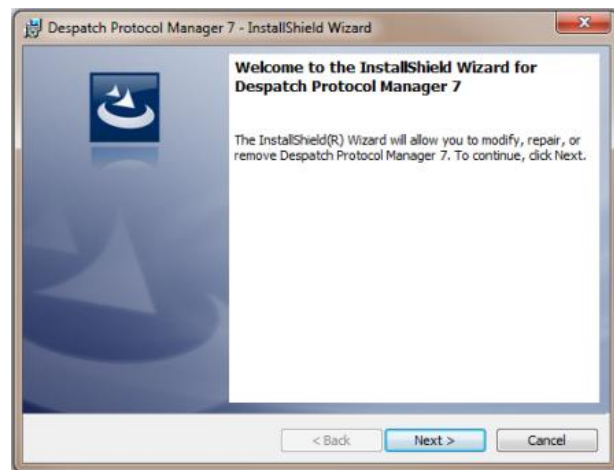 Despatch Protocol Manager 7 - InstallShield Wizard
Welcome to the InstallShield Wizard for
Despatch Protocol Manager 7
The InstallShield(R) Wizard will allow you to modify, repair, or
remove Despatch Protocol Manager 7. To continue, click Next.
< Back Next > Cancel